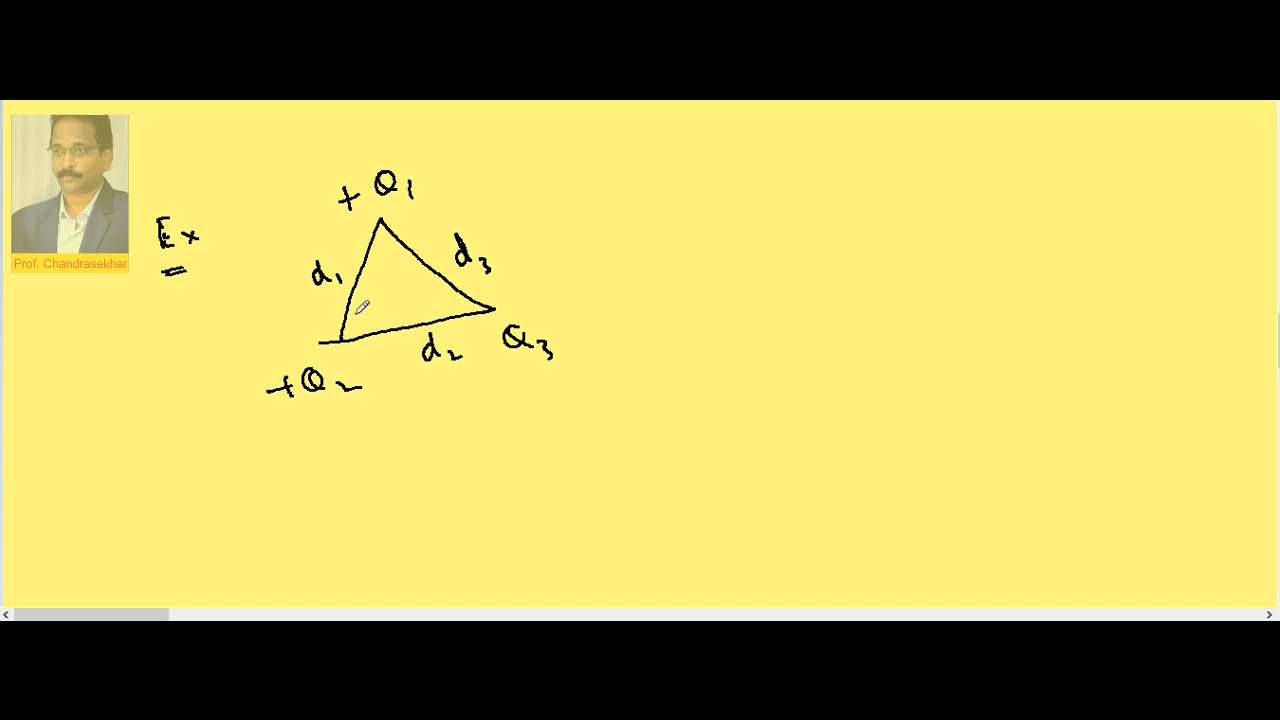 + Q1
Ex
d1
d3
d2
Q3
+Q2
Prof. Chandrasekhar